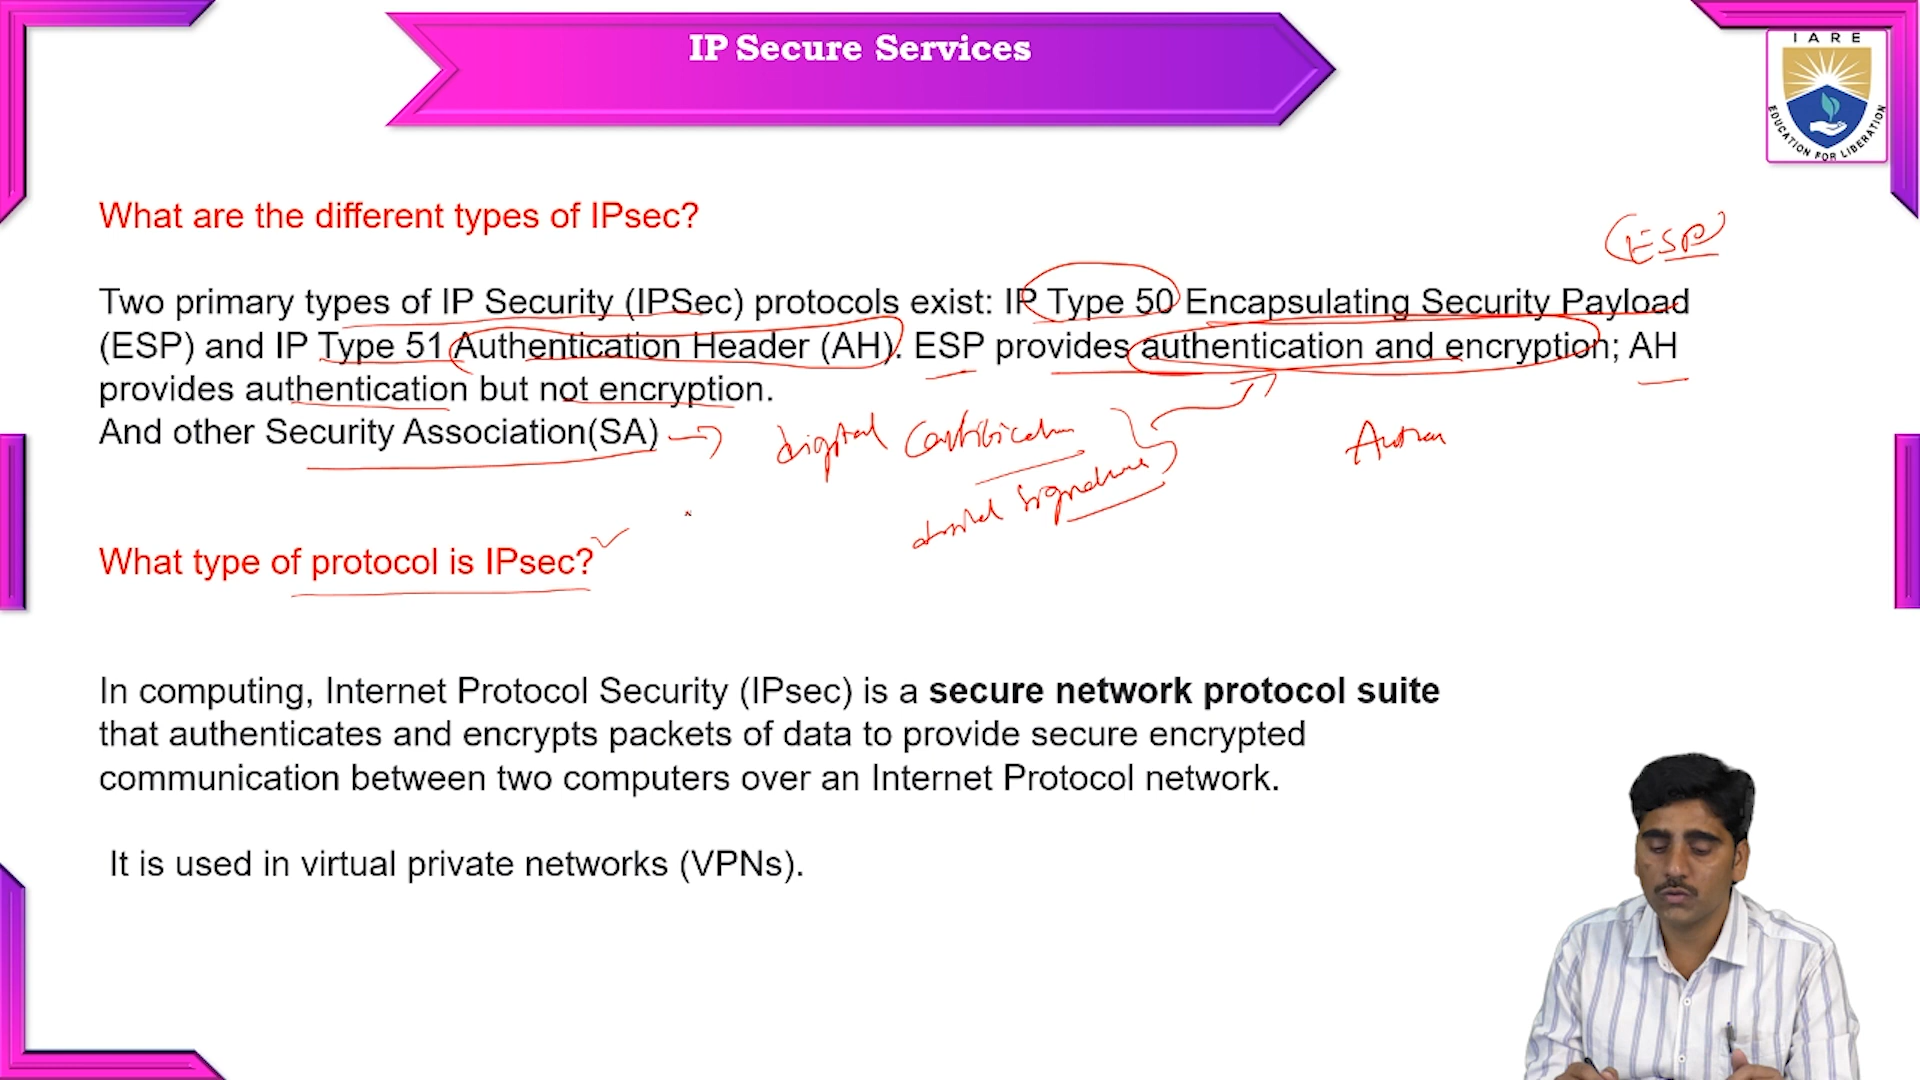 IP Secure Services
I A R E
EDUCATION FOR LIBERATION
What are the different types of IPsec?
ESP
Two primary types of IP Security (IPSec) protocols exist: IP Type 50 Encapsulating Security Payload
(ESP) and IP Type 51 Authentication Header (AH). ESP provides authentication and encryption; AH
provides authentication but not encryption.
And other Security Association(SA)
digital
signature
What type of protocol is IPsec?
In computing, Internet Protocol Security (IPsec) is a secure network protocol suite
that authenticates and encrypts packets of data to provide secure encrypted
communication between two computers over an Internet Protocol network.
It is used in virtual private networks (VPNs).